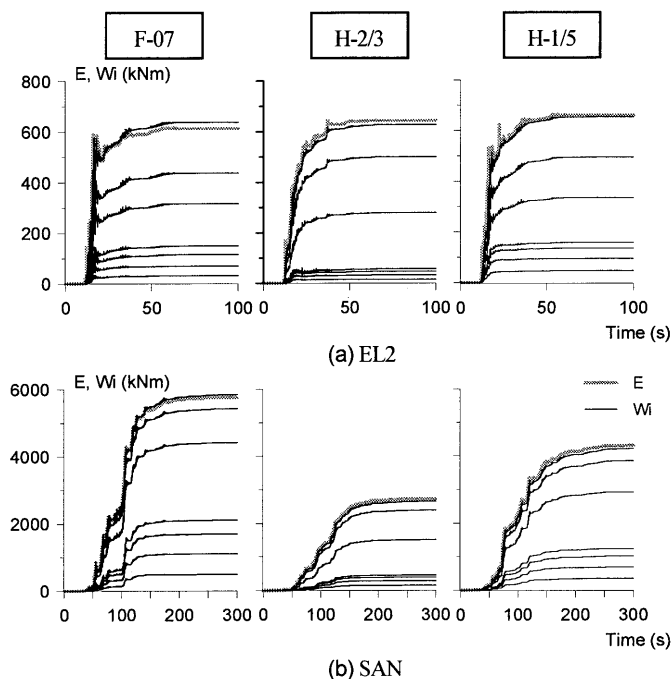 F-07 H-2/3 H-1/5
E, Wi (kNm)
800
600
400
200
0
0 50 100 0 50 100 0 50 100
Time (s)
(a) EL2
E, Wi (kNm)
6000
4000
2000
0
E
Wi
0 100 200 300 0 100 200 300 0 100 200 300
Time (s)
(b) SAN